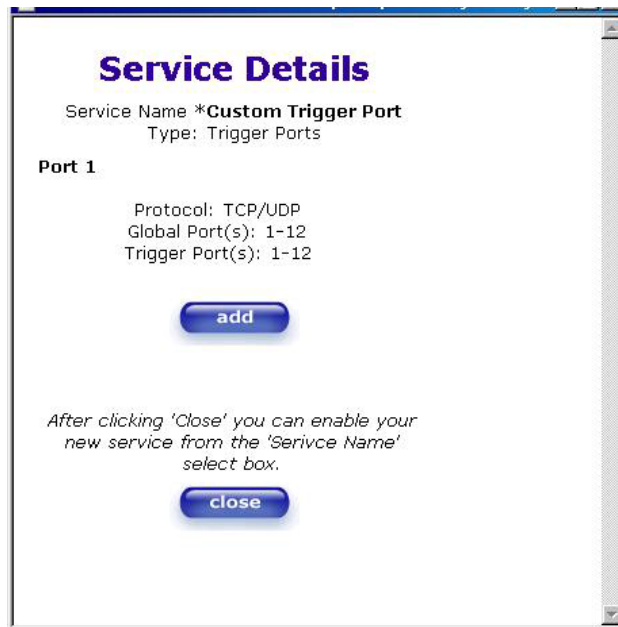 Service Details
Service Name *Custom Trigger Port
Type: Trigger Ports
Port 1
Protocol: TCP/UDP
Global Port(s): 1-12
Trigger Port(s): 1-12
add
After clicking 'Close' you can enable your
new service from the 'Serivce Name'
select box.
close